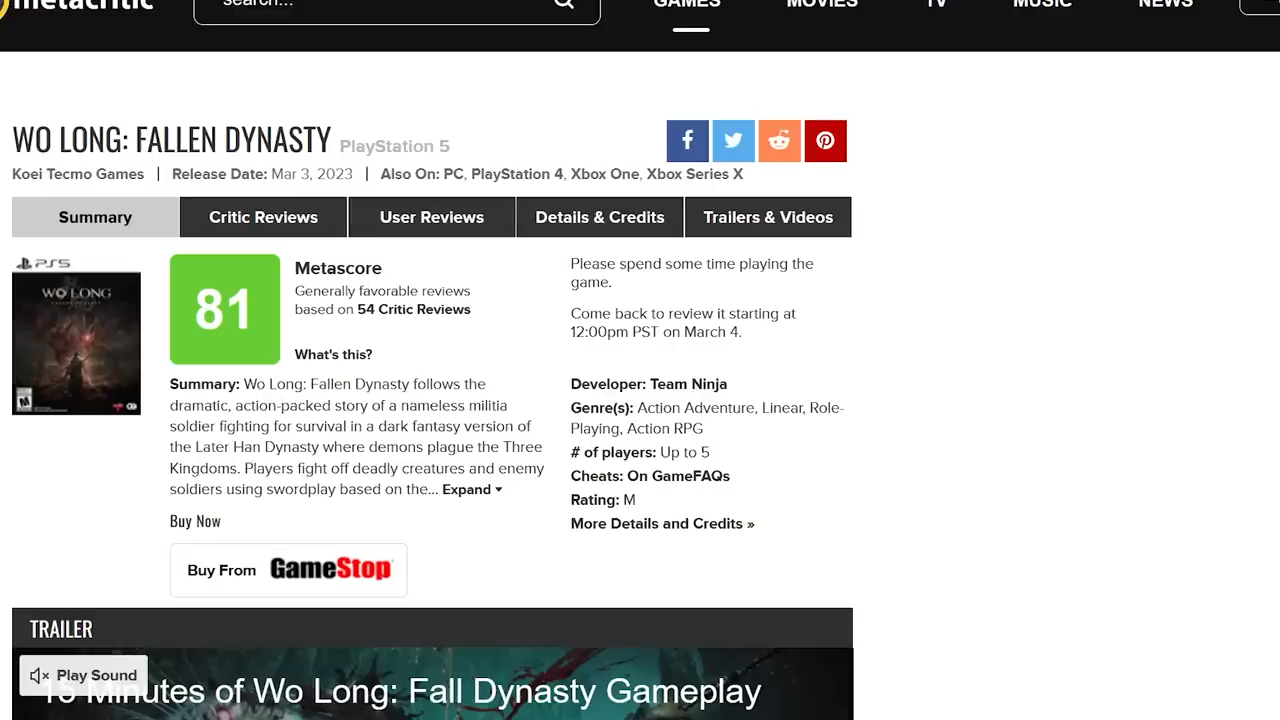 metacritic
search...
GAMES
MOVIES
TV
MUSIC
NEWS
WO LONG: FALLEN DYNASTY PlayStation 5
Koei Tecmo Games | Release Date: Mar 3, 2023 | Also On: PC, PlayStation 4, Xbox One, Xbox Series X
Summary
Critic Reviews
User Reviews
Details & Credits
Trailers & Videos
PS5
WO LONG
81
Metascore
Generally favorable reviews
based on 54 Critic Reviews
What's this?
Please spend some time playing the
game.
Come back to review it starting at
12:00pm PST on March 4.
Summary: Wo Long: Fallen Dynasty follows the
dramatic, action-packed story of a nameless militia
soldier fighting for survival in a dark fantasy version of
the Later Han Dynasty where demons plague the Three
Kingdoms. Players fight off deadly creatures and enemy
soldiers using swordplay based on the... Expand
Developer: Team Ninja
Genre(s): Action Adventure, Linear, Role-
Playing, Action RPG
# of players: Up to 5
Cheats: On GameFAQs
Rating: M
More Details and Credits »
Buy Now
Buy From GameStop
TRAILER
Play Sound
15 Minutes of Wo Long: Fall Dynasty Gameplay